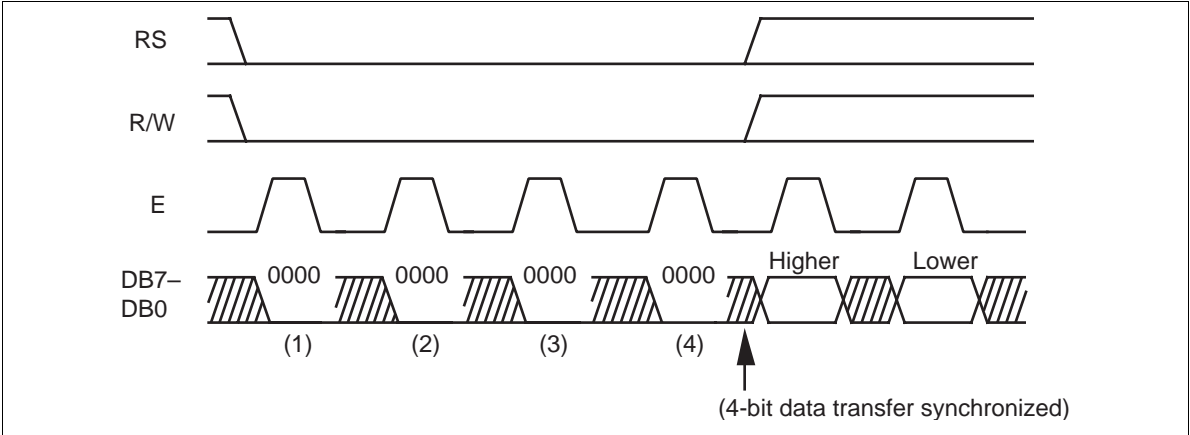 RS
R/W
E
DB7–
DB0
0000 0000 0000 0000 Higher Lower
(1) (2) (3) (4)
(4-bit data transfer synchronized)